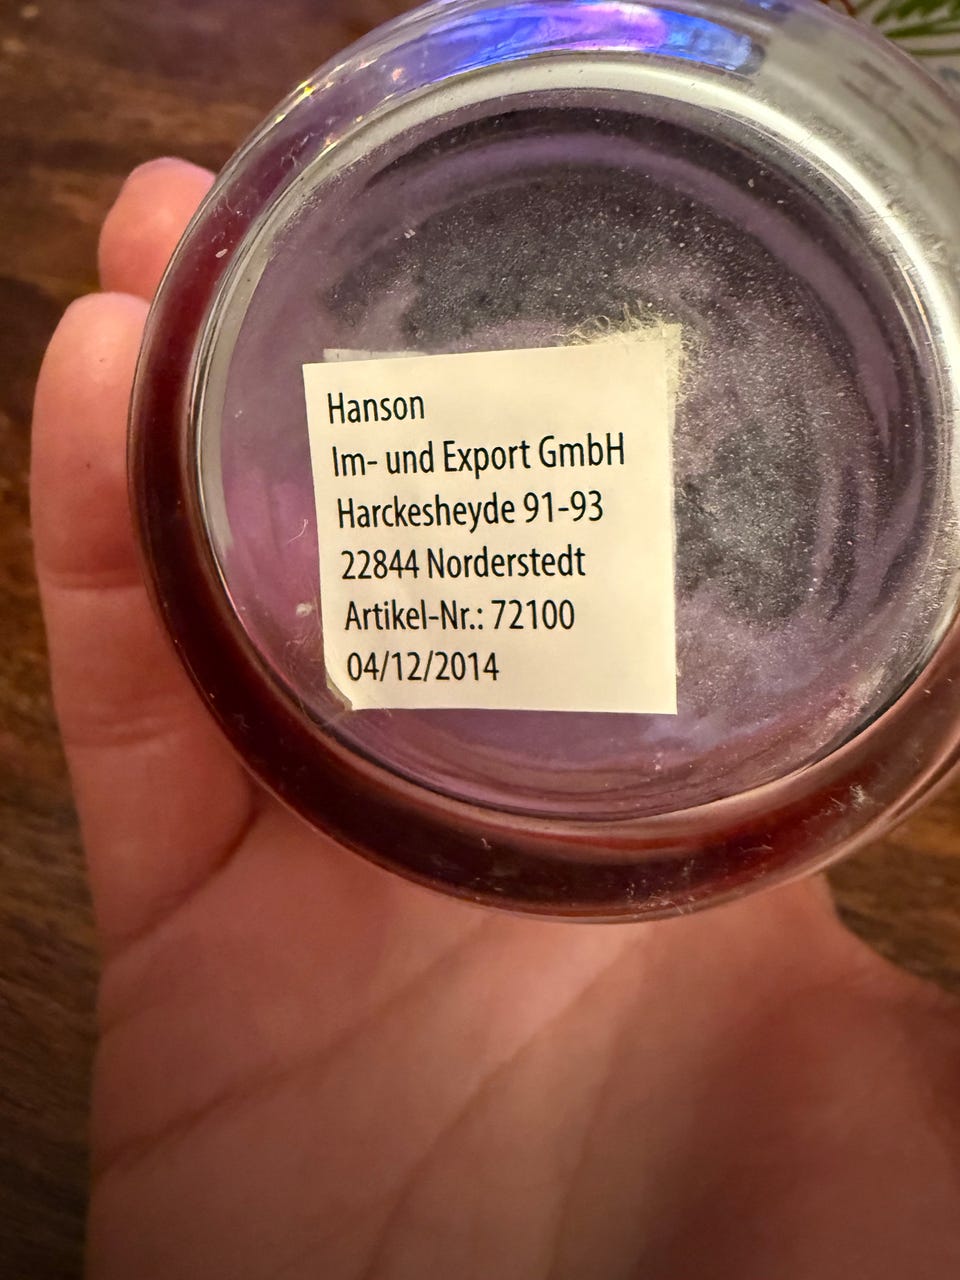 Hanson
Im- und Export GmbH
Harckesheyde 91-93
22844 Norderstedt
Artikel-Nr.: 72100
04/12/2014